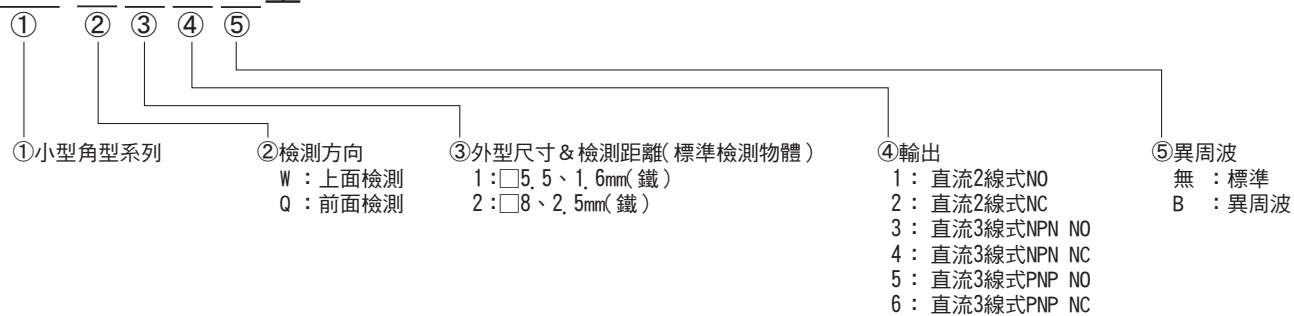 ① ② ③ ④ ⑤
①小型角型系列 ②檢測方向 ③外型尺寸&檢測距離(標準檢測物體) ④輸出 ⑤異周波
W：上面檢測 1：□5.5、1.6mm(鐵) 1：直流2線式NO 無：標準
Q：前面檢測 2：□8、2.5mm(鐵) 2：直流2線式NC B：異周波
3：直流3線式NPN NO
4：直流3線式NPN NC
5：直流3線式PNP NO
6：直流3線式PNP NC